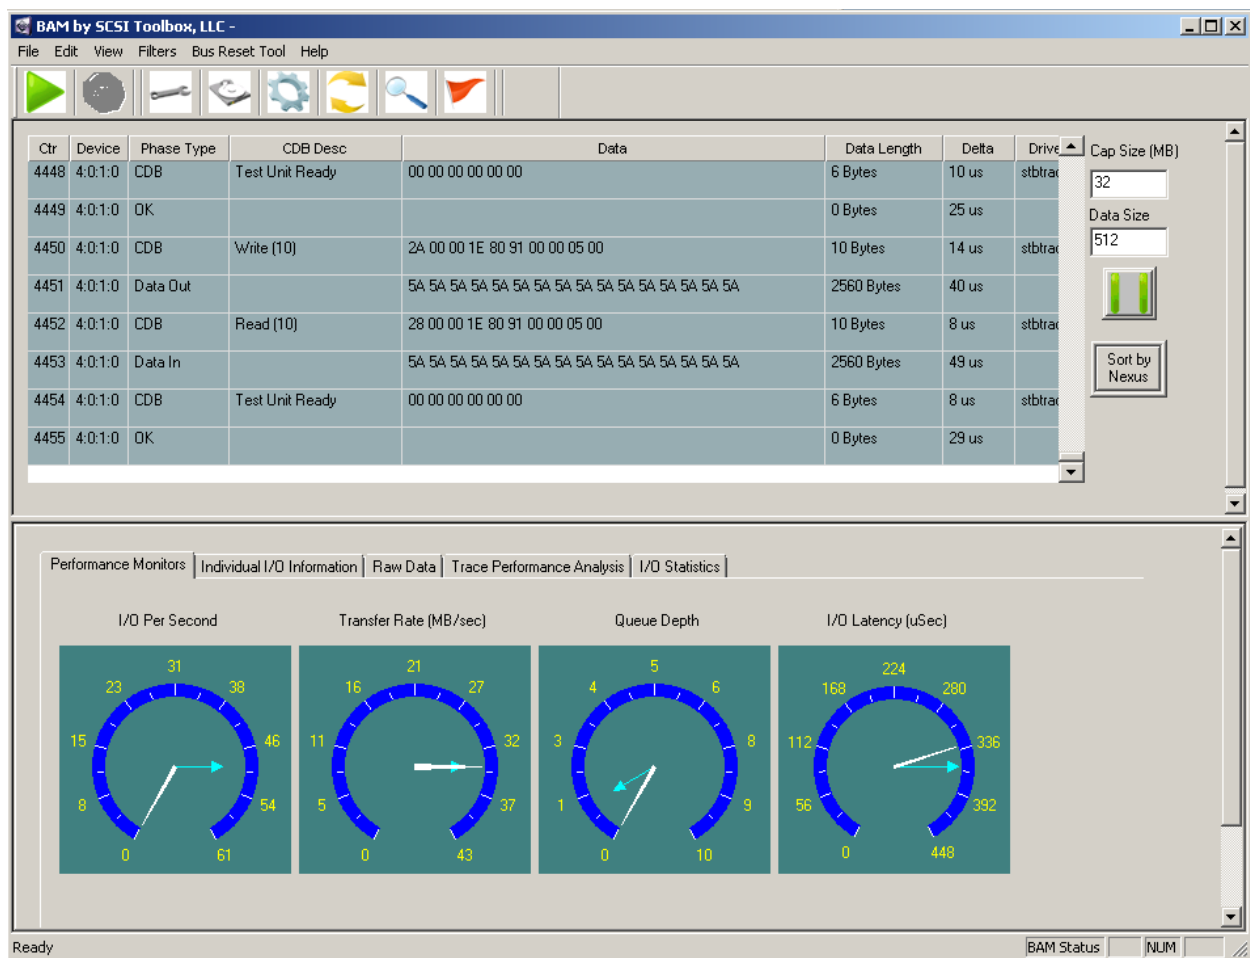 BAM by SCSI Toolbox, LLC -
File Edit View Filters Bus Reset Tool Help
Ctr Device Phase Type CDB Desc Data Data Length Delta Drive
4448 4:0:1:0 CDB Test Unit Ready 00 00 00 00 00 00 6 Bytes 10 us stbtrac
4449 4:0:1:0 OK 0 Bytes 25 us
4450 4:0:1:0 CDB Write (10) 2A 00 00 1E 80 91 00 00 05 00 10 Bytes 14 us stbtrac
4451 4:0:1:0 Data Out 5A 5A 5A 5A 5A 5A 5A 5A 5A 5A 5A 5A 5A 5A 5A 5A 2560 Bytes 40 us
4452 4:0:1:0 CDB Read (10) 28 00 00 1E 80 91 00 00 05 00 10 Bytes 8 us stbtrac
4453 4:0:1:0 Data In 5A 5A 5A 5A 5A 5A 5A 5A 5A 5A 5A 5A 5A 5A 5A 5A 2560 Bytes 49 us
4454 4:0:1:0 CDB Test Unit Ready 00 00 00 00 00 00 6 Bytes 8 us stbtrac
4455 4:0:1:0 OK 0 Bytes 29 us
Cap Size (MB)
32
Data Size
512
Sort by
Nexus
Performance Monitors Individual I/O Information Raw Data Trace Performance Analysis I/O Statistics
I/O Per Second
0 8 15 23 31 38 46 54 61
Transfer Rate (MB/sec)
0 5 11 16 21 27 32 37 43
Queue Depth
0 1 3 4 5 6 8 9 10
I/O Latency (uSec)
0 56 112 168 224 280 336 392 448
Ready BAM Status NUM